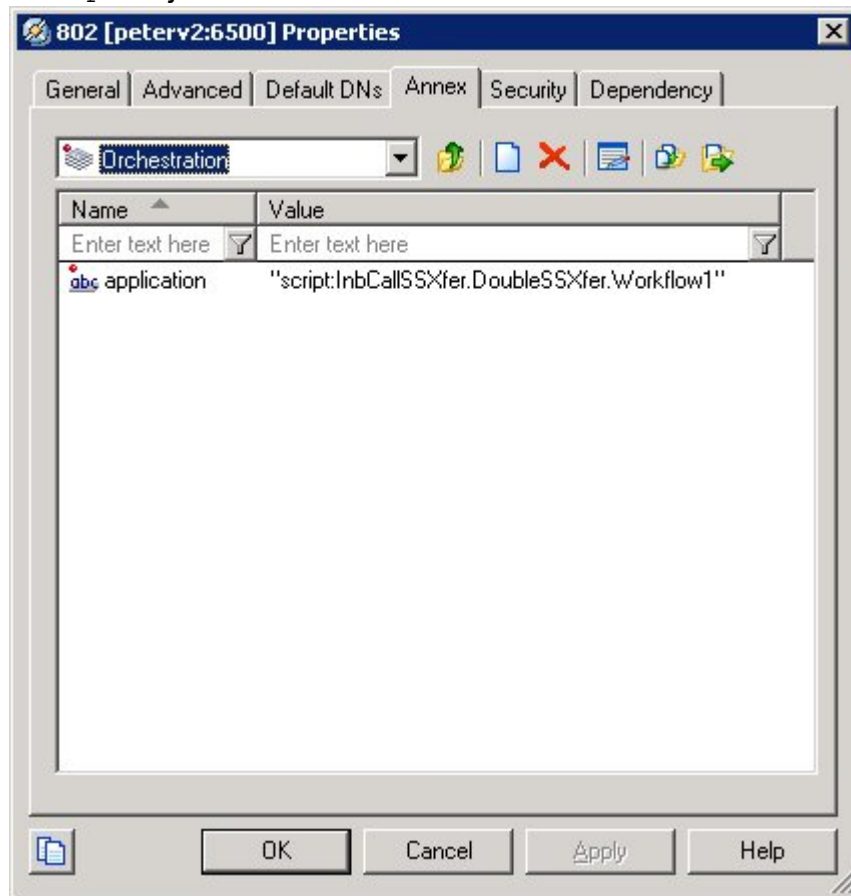 802 [peterv2:6500] Properties
General Advanced Default DNs Annex Security Dependency
Orchestration
Name Value
Enter text here Enter text here
abc application "script:InbCallSSXfer.DoubleSSXfer.Workflow1"
OK Cancel Apply Help